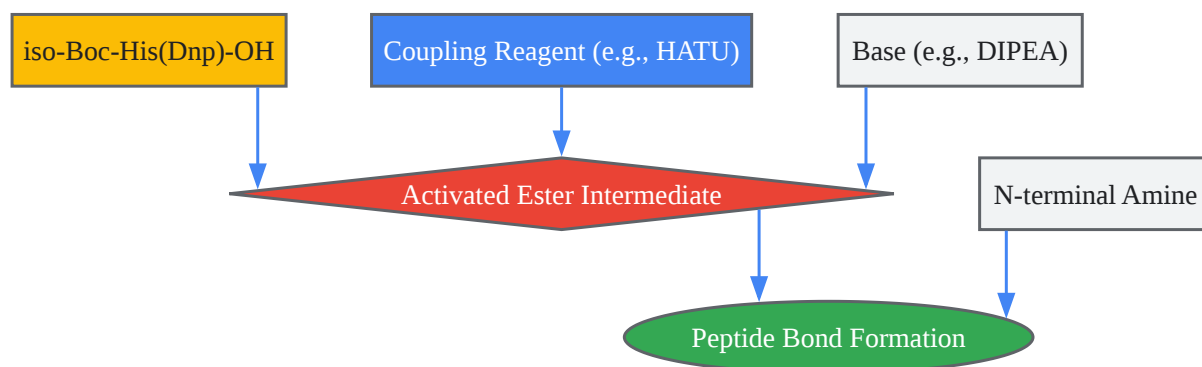 iso-Boc-His(Dnp)-OH
Coupling Reagent (e.g., HATU)
Base (e.g., DIPEA)
Activated Ester Intermediate
N-terminal Amine
Peptide Bond Formation